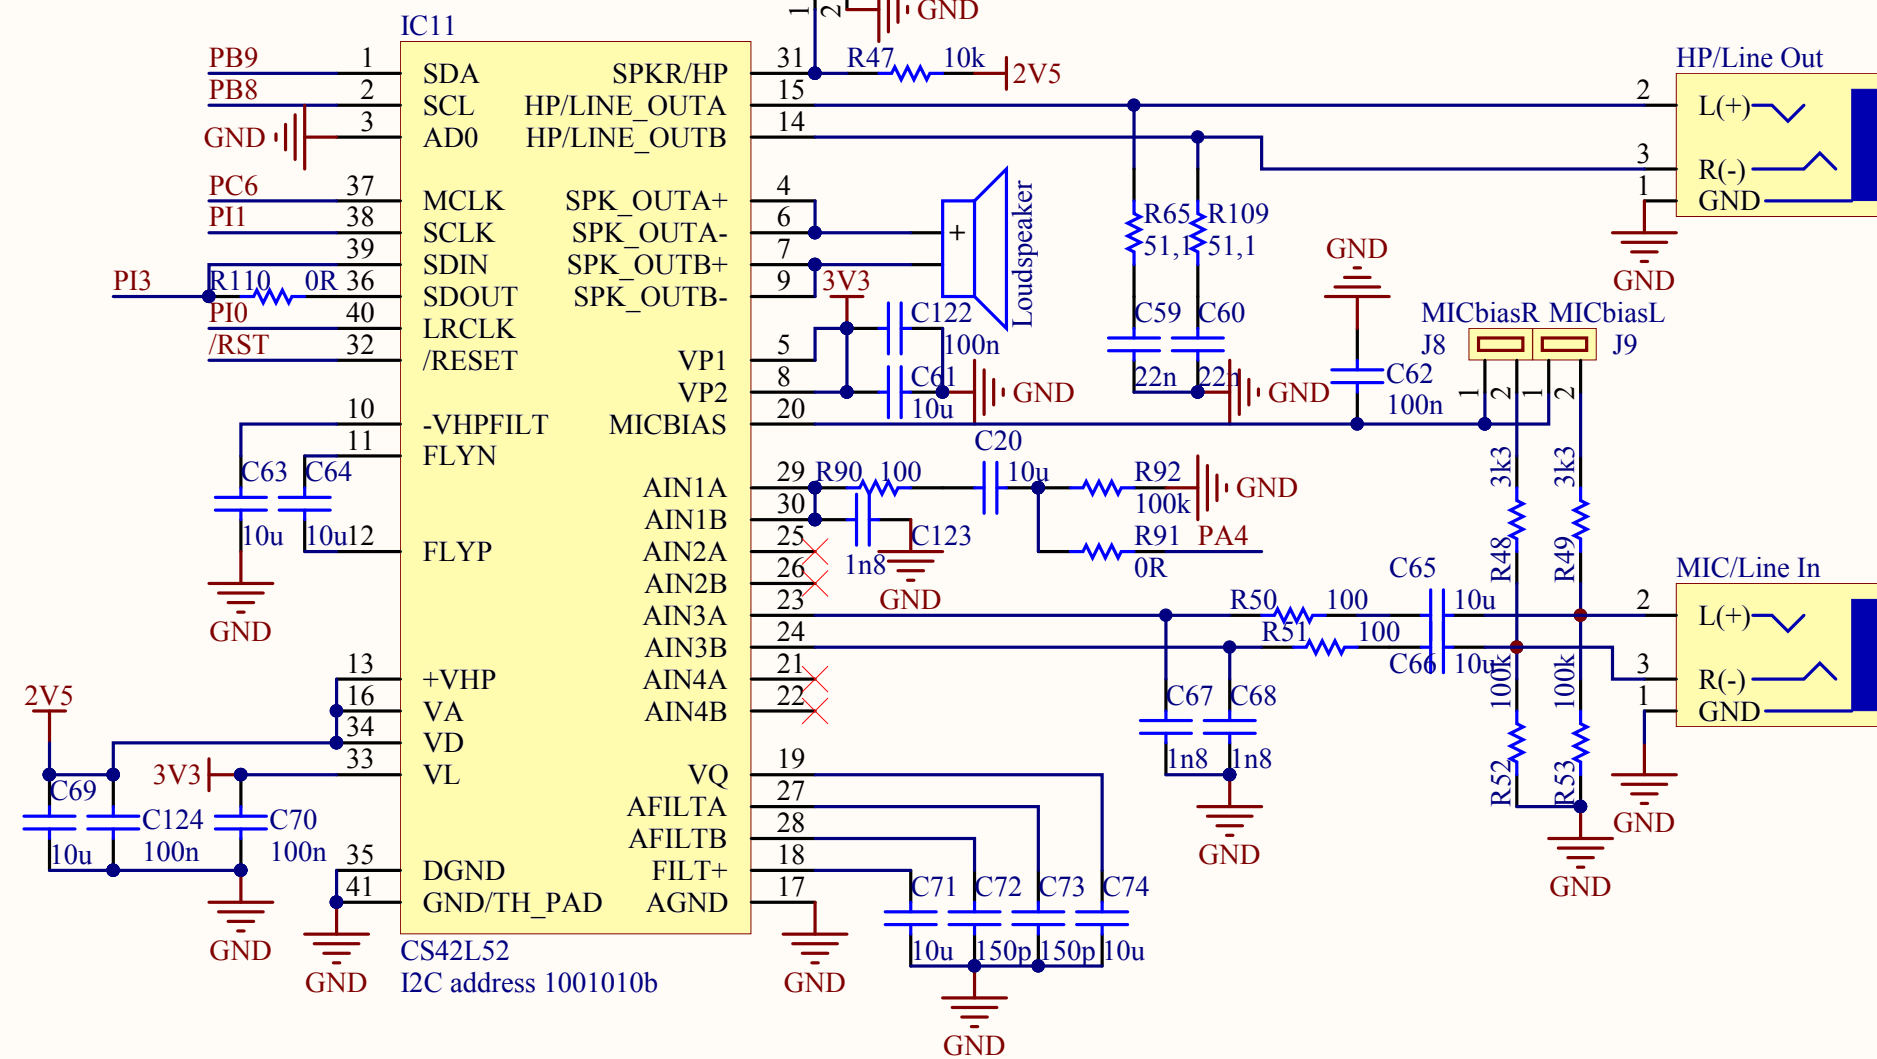 IC11
PB9 1 SDA
PB8 2 SCL
GND 3 AD0
PC6 37 MCLK
PI1 38 SCLK
39 SDIN
PI3 R110 0R 36 SDOUT
PI0 40 LRCLK
/RST 32 /RESET
10 -VHPFILT
11 FLYN
C63 C64
10u 10u 12 FLYP
GND
13 +VHP
2V5 16 VA
34 VD
3V3 33 VL
C69
10u
C124
100n
C70
100n
GND
35 DGND
41 GND/TH_PAD
GND
CS42L52
I2C address 1001010b
1 2 GND
SPKR/HP 31 R47 10k 2V5
HP/LINE_OUTA 15
HP/LINE_OUTB 14
SPK_OUTA+ 4
SPK_OUTA- 6
SPK_OUTB+ 7
SPK_OUTB- 9
+
Loudspeaker
3V3
C122
100n
VP1 5
VP2 8
C61
10u
GND
MICBIAS 20
R65
51,1
R109
51,1
C59 C60
22n 22n
GND
GND
C62
100n
MICbiasR MICbiasL
J8 J9
1 2 1 2
HP/Line Out
2 L(+)
3 R(-)
1 GND
GND
AIN1A 29 R90 100
AIN1B 30
C20
10u
R92
100k
GND
R91
0R
PA4
C123
1n8
GND
AIN2A 25
AIN2B 26
AIN3A 23
AIN3B 24
AIN4A 21
AIN4B 22
R50 100
R51 100
C65
10u
C66 10u
3k3 3k3
R48 R49
100k 100k
R52 R53
GND
MIC/Line In
2 L(+)
3 R(-)
1 GND
GND
C67 C68
1n8 1n8
GND
VQ 19
AFILTA 27
AFILTB 28
FILT+ 18
AGND 17
GND
C71 C72 C73 C74
10u 150p 150p 10u
GND